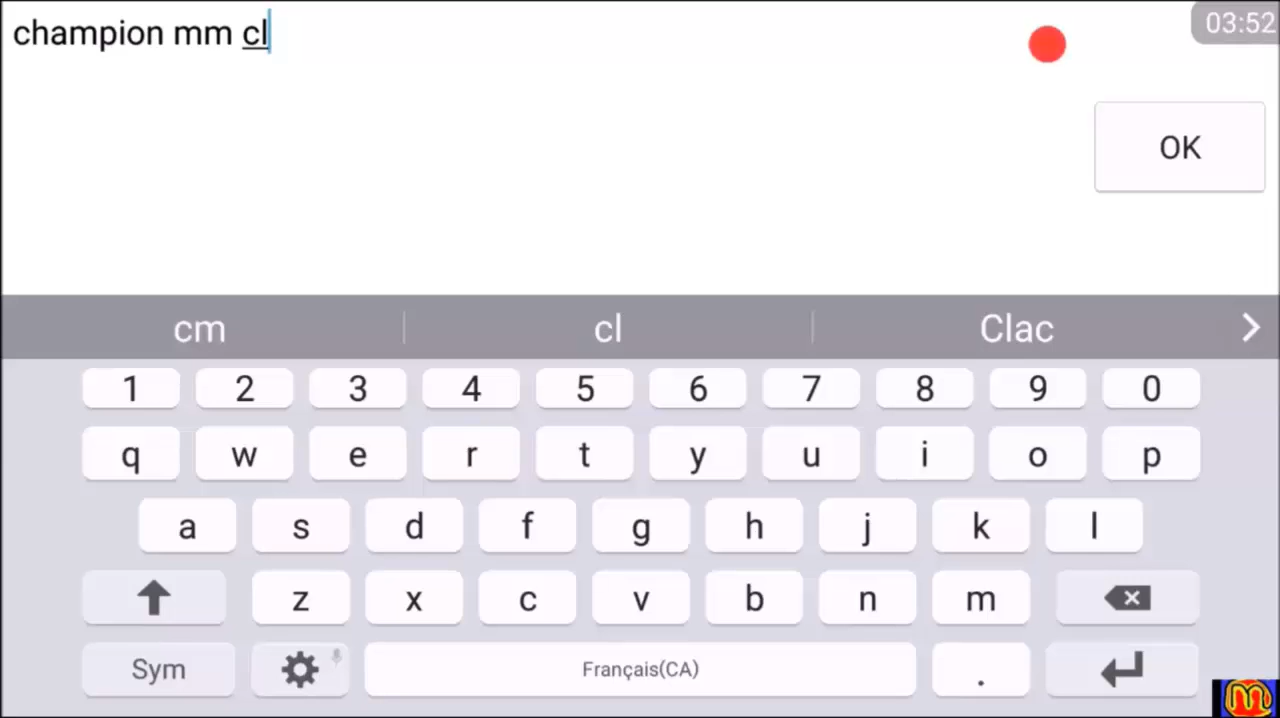 champion mm cl
03:52
OK
cm cl Clac
1 2 3 4 5 6 7 8 9 0
q w e r t y u i o p
a s d f g h j k l
z x c v b n m
Sym Français(CA) .
m